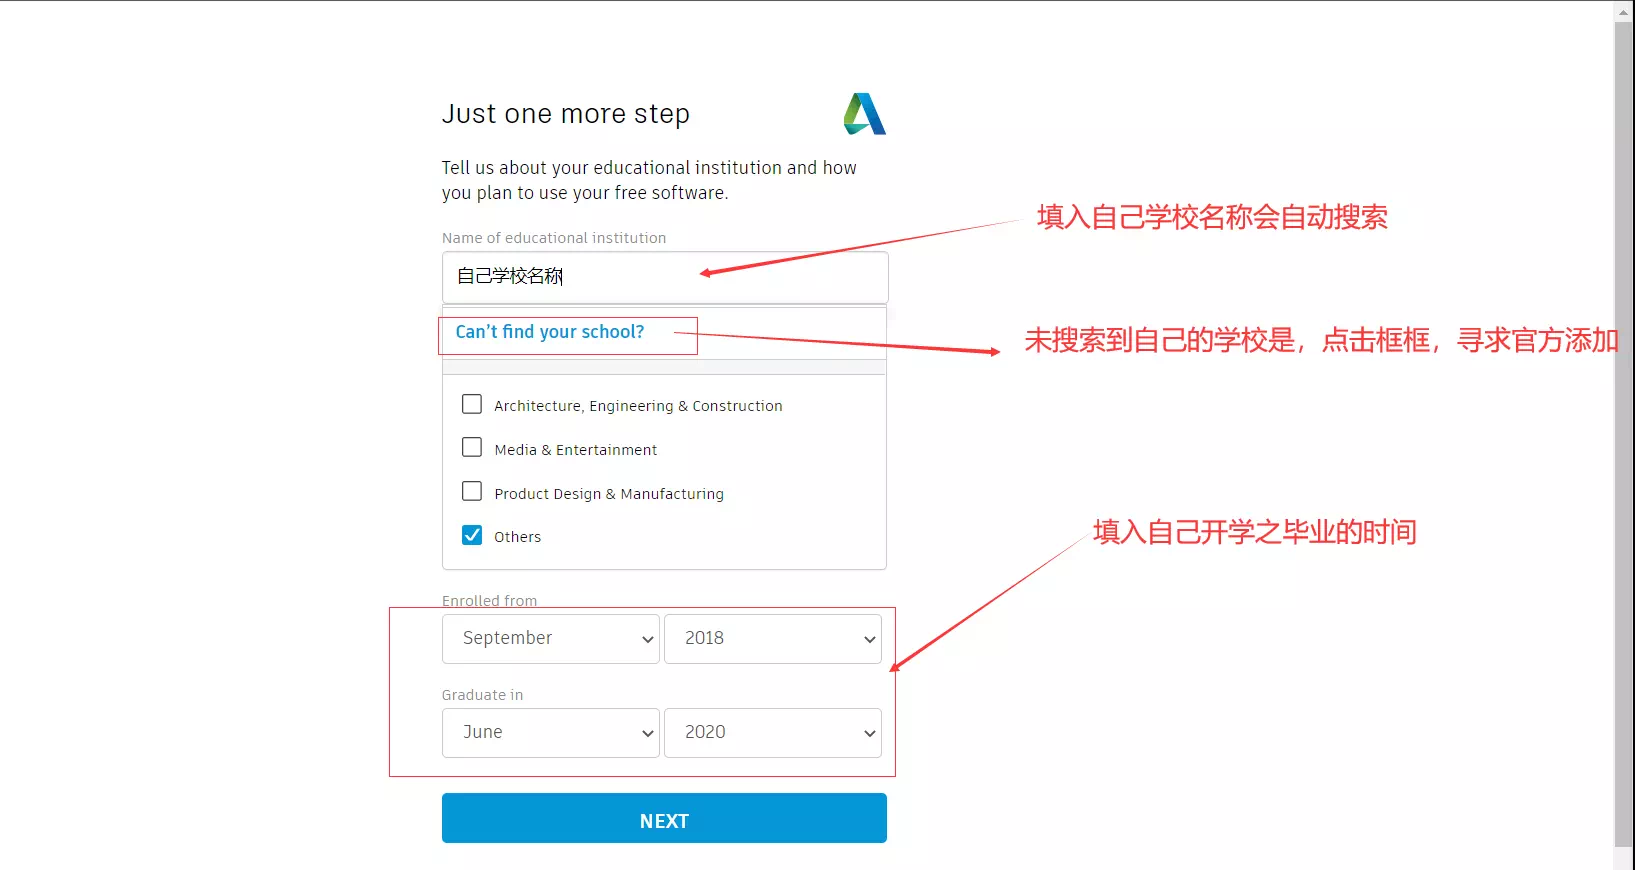 Just one more step
Tell us about your educational institution and how
you plan to use your free software.
填入自己学校名称会自动搜索
Name of educational institution
自己学校名称
Can't find your school?
未搜索到自己的学校是，点击框框，寻求官方添加
Architecture, Engineering & Construction
Media & Entertainment
Product Design & Manufacturing
Others
填入自己开学之毕业的时间
Enrolled from
September 2018
Graduate in
June 2020
NEXT